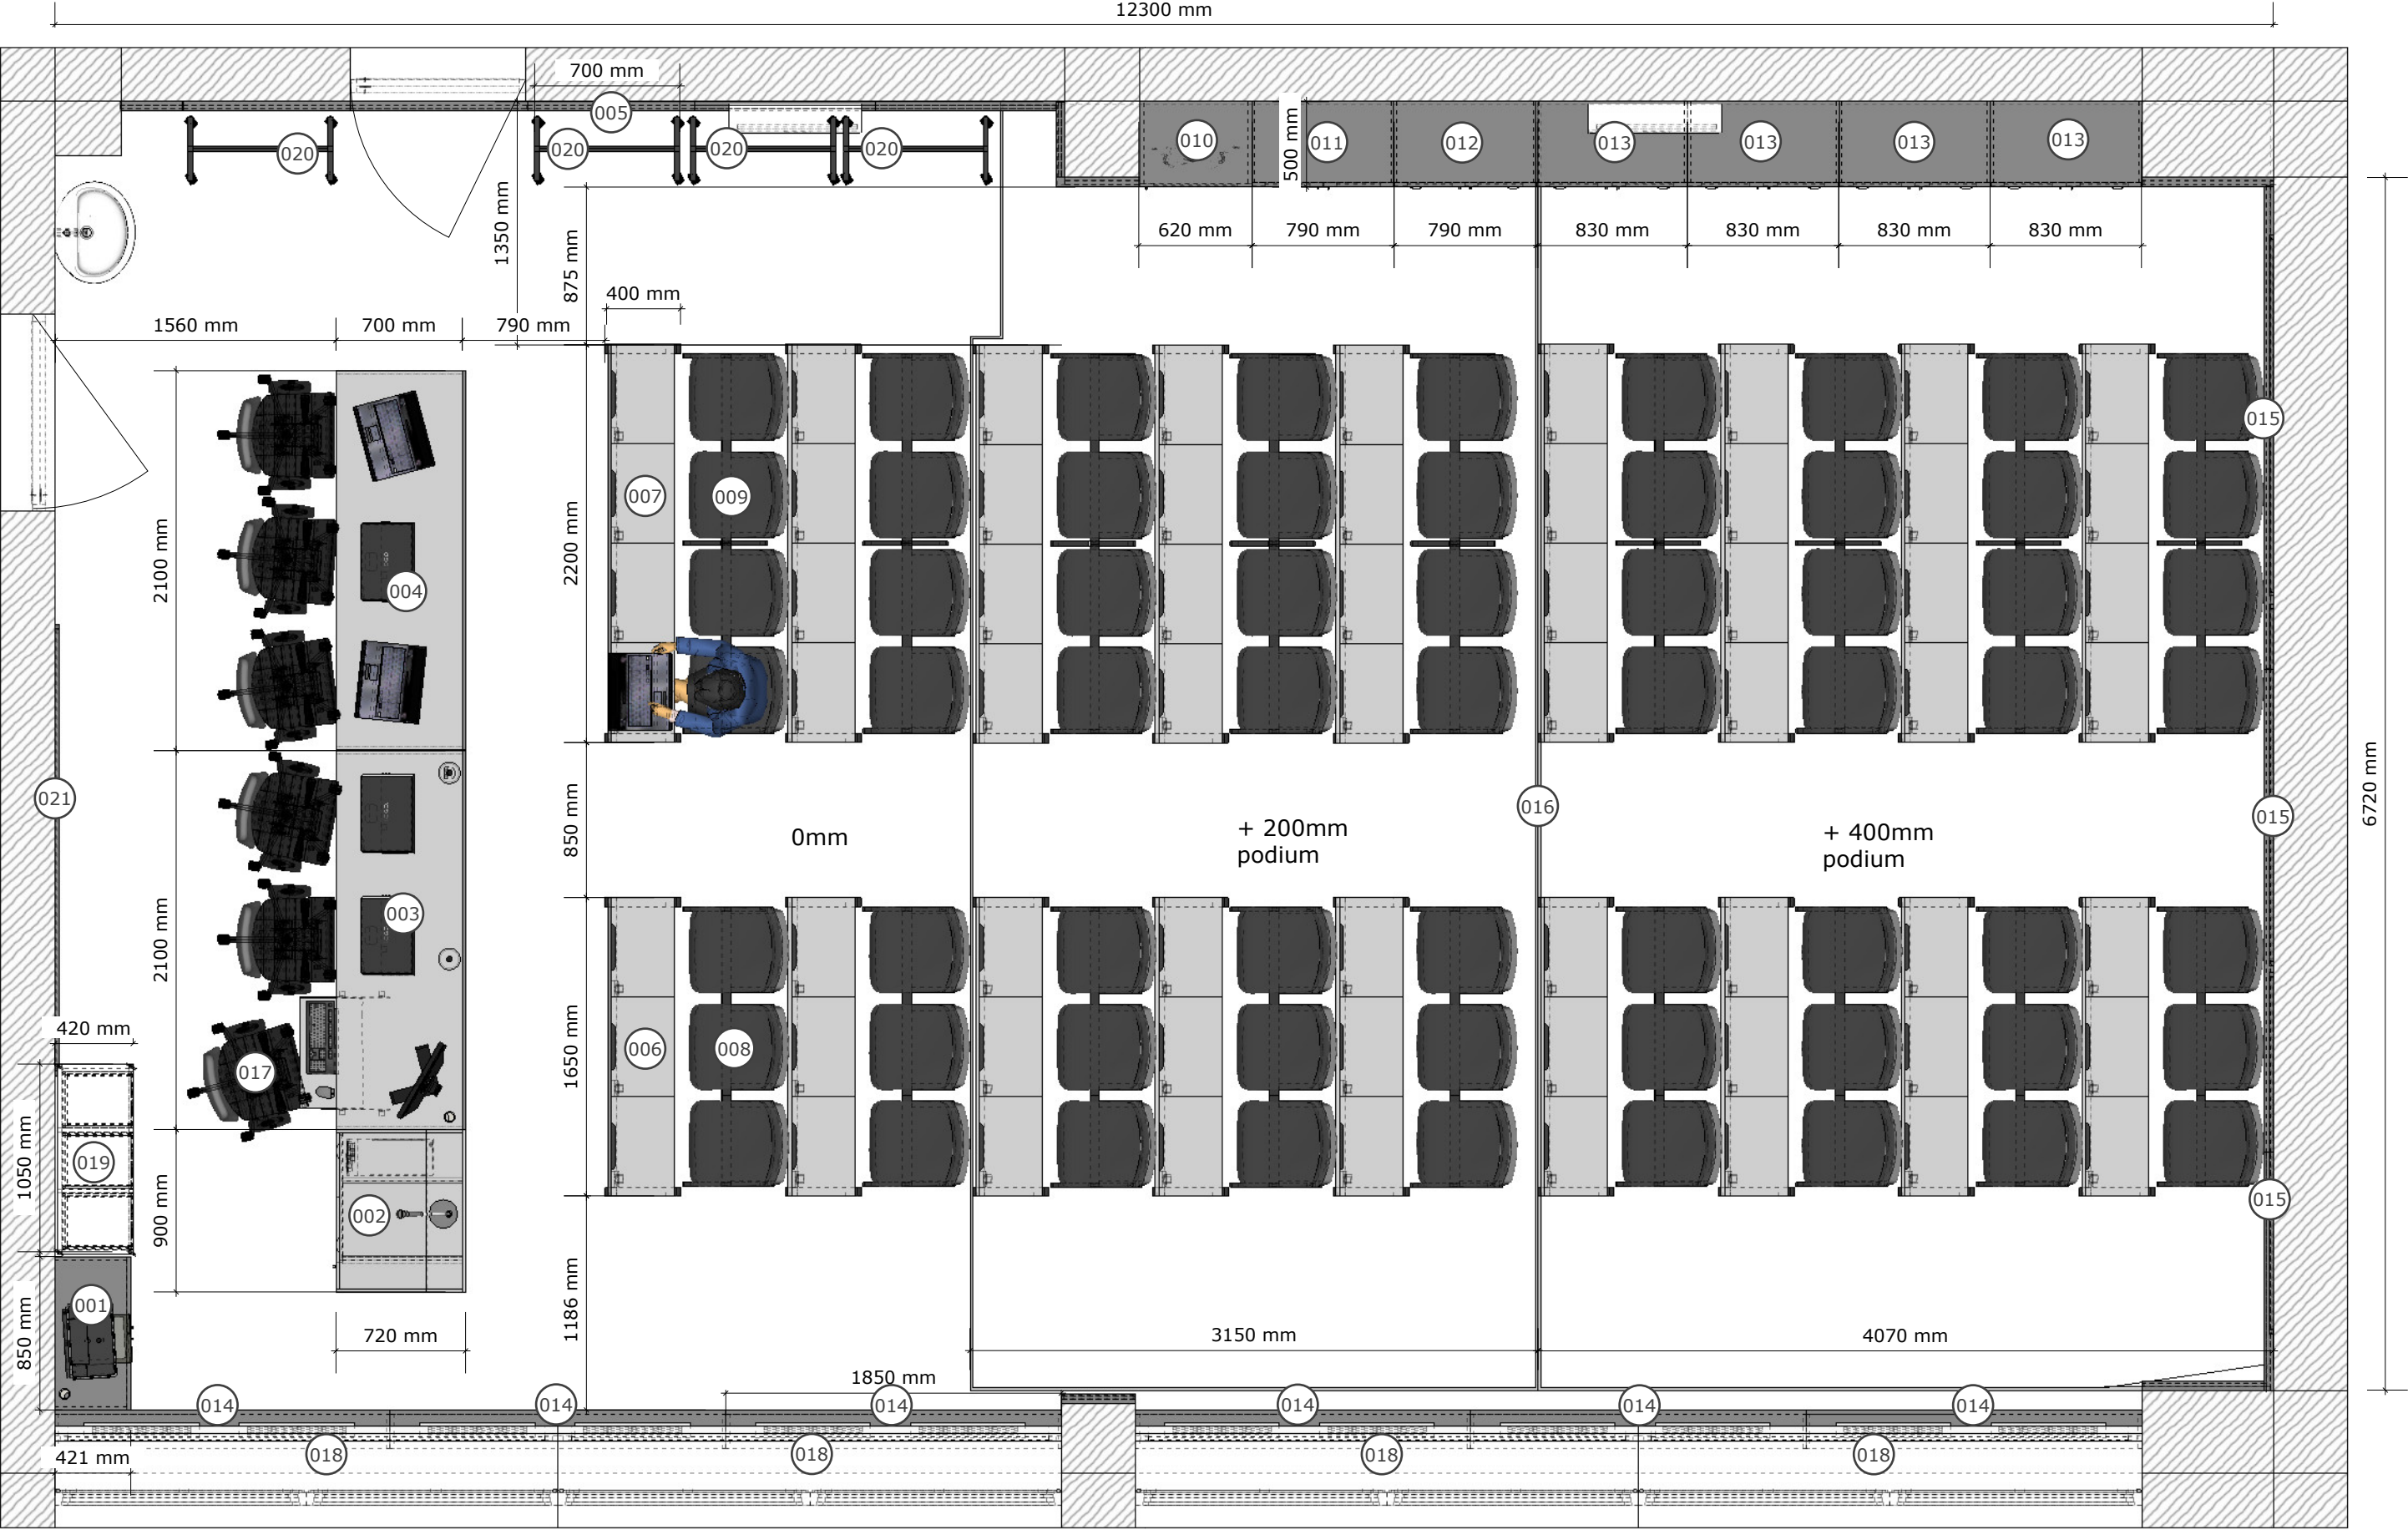 12300 mm
700 mm
005
020
020
020
020
010
500 mm
011
012
013
013
013
013
1350 mm
875 mm
620 mm
790 mm
790 mm
830 mm
830 mm
830 mm
830 mm
400 mm
1560 mm
700 mm
790 mm
015
007
009
2100 mm
004
2200 mm
021
850 mm
0mm
+ 200mm
podium
016
+ 400mm
podium
015
6720 mm
2100 mm
003
420 mm
017
006
008
1650 mm
1050 mm
019
900 mm
002
015
001
850 mm
720 mm
1186 mm
3150 mm
4070 mm
1850 mm
014
014
014
014
014
014
421 mm
018
018
018
018